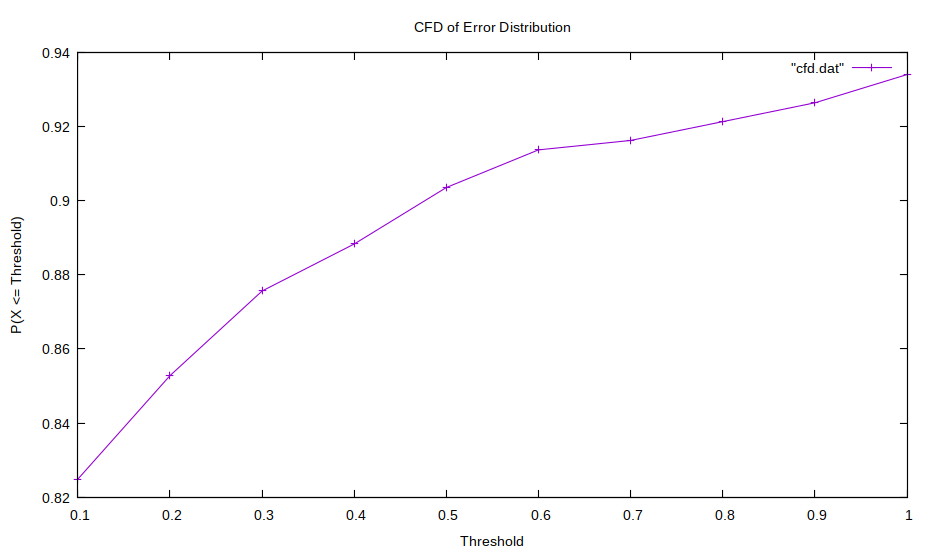 CFD of Error Distribution
"cfd.dat"
P(X <= Threshold)
0.94
0.92
0.9
0.88
0.86
0.84
0.82
0.1 0.2 0.3 0.4 0.5 0.6 0.7 0.8 0.9 1
Threshold